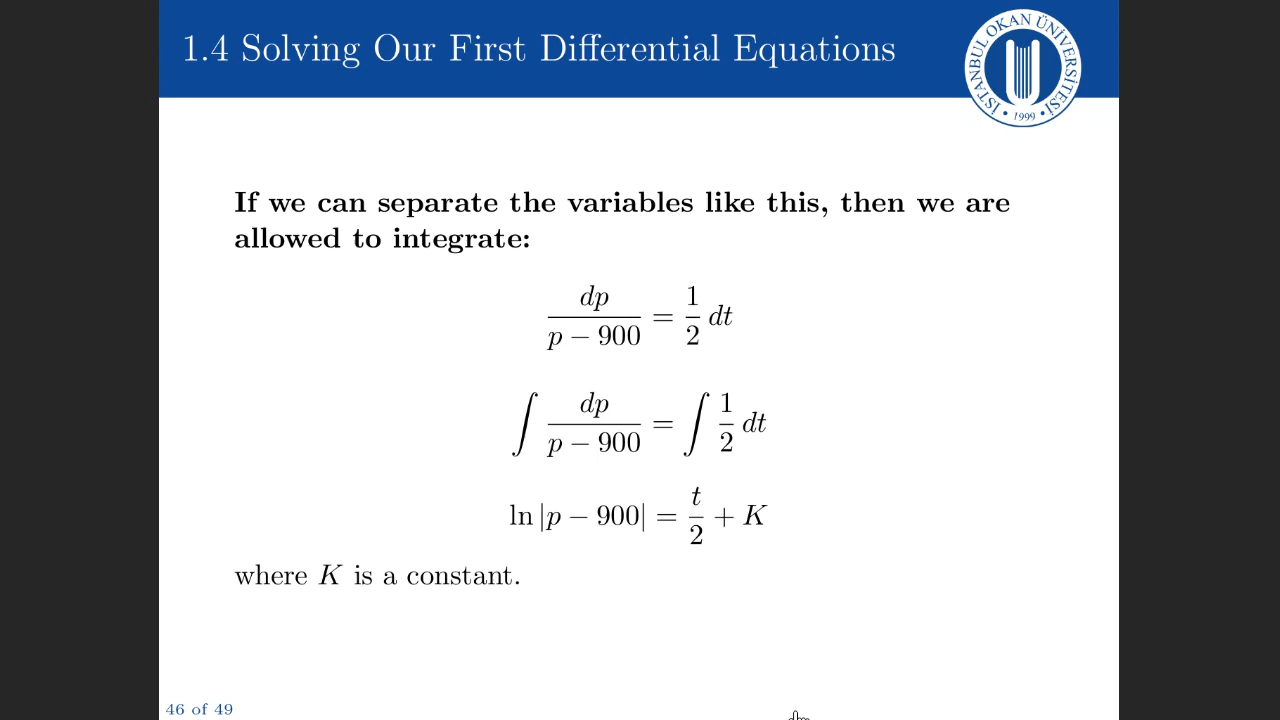 1.4 Solving Our First Differential Equations
İSTANBUL OKAN ÜNİVERSİTESİ
• 1999 •
If we can separate the variables like this, then we are
allowed to integrate:
dp/(p − 900) = 1/2 dt
∫ dp/(p − 900) = ∫ 1/2 dt
ln |p − 900| = t/2 + K
where K is a constant.
46 of 49